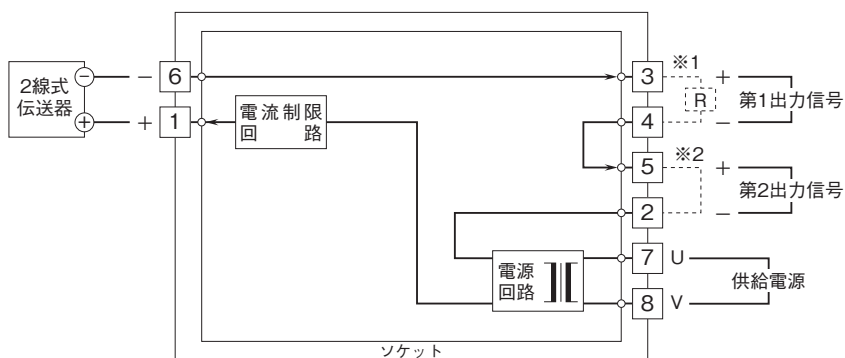 2線式
伝送器
−
+
−
+
6
1
電流制限
回路
電源
回路
3
4
5
2
7
8
※1
R
※2
+
−
第1出力信号
+
−
第2出力信号
U
V
供給電源
ソケット